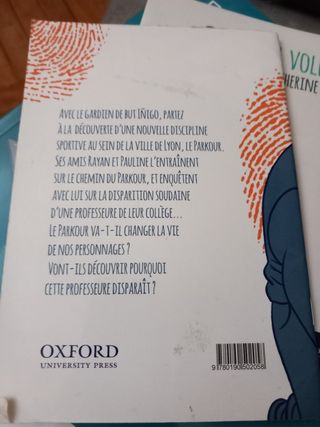 Avec le gardien de but Iñigo, partez
à la découverte d'une nouvelle discipline
sportive au sein de la ville de Lyon, le Parkour.
Ses amis Rayan et Pauline l'entraînent
sur le chemin du Parkour, et enquêtent
avec lui sur la disparition soudaine
d'une professeure de leur collège...
Le Parkour va-t-il changer la vie
de nos personnages ?
Vont-ils découvrir pourquoi
cette professeure disparaît ?
OXFORD
UNIVERSITY PRESS
9780190502058